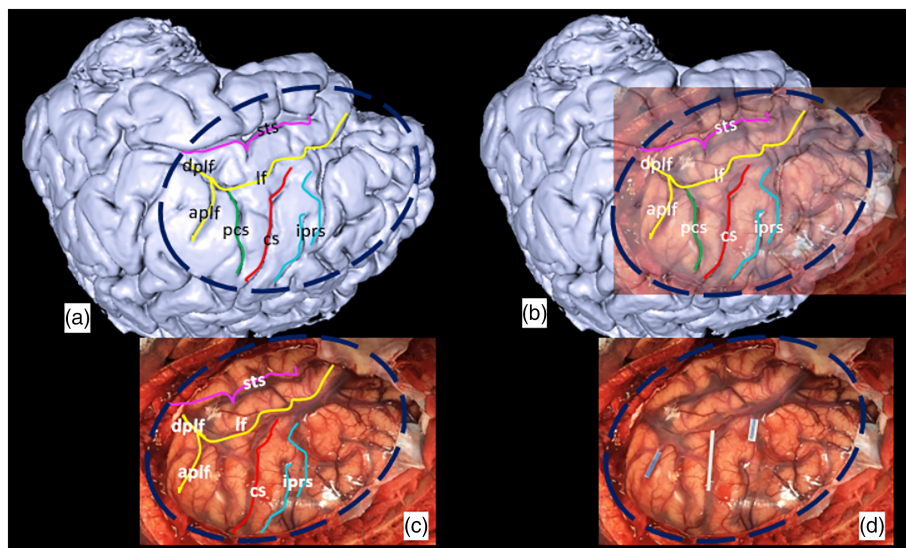 sts
dplf
lf
aplf
pcs
cs
iprs
(a)
sts
dplf
lf
aplf
pcs
cs
iprs
(b)
sts
dplf
lf
aplf
cs
iprs
(c)
(d)